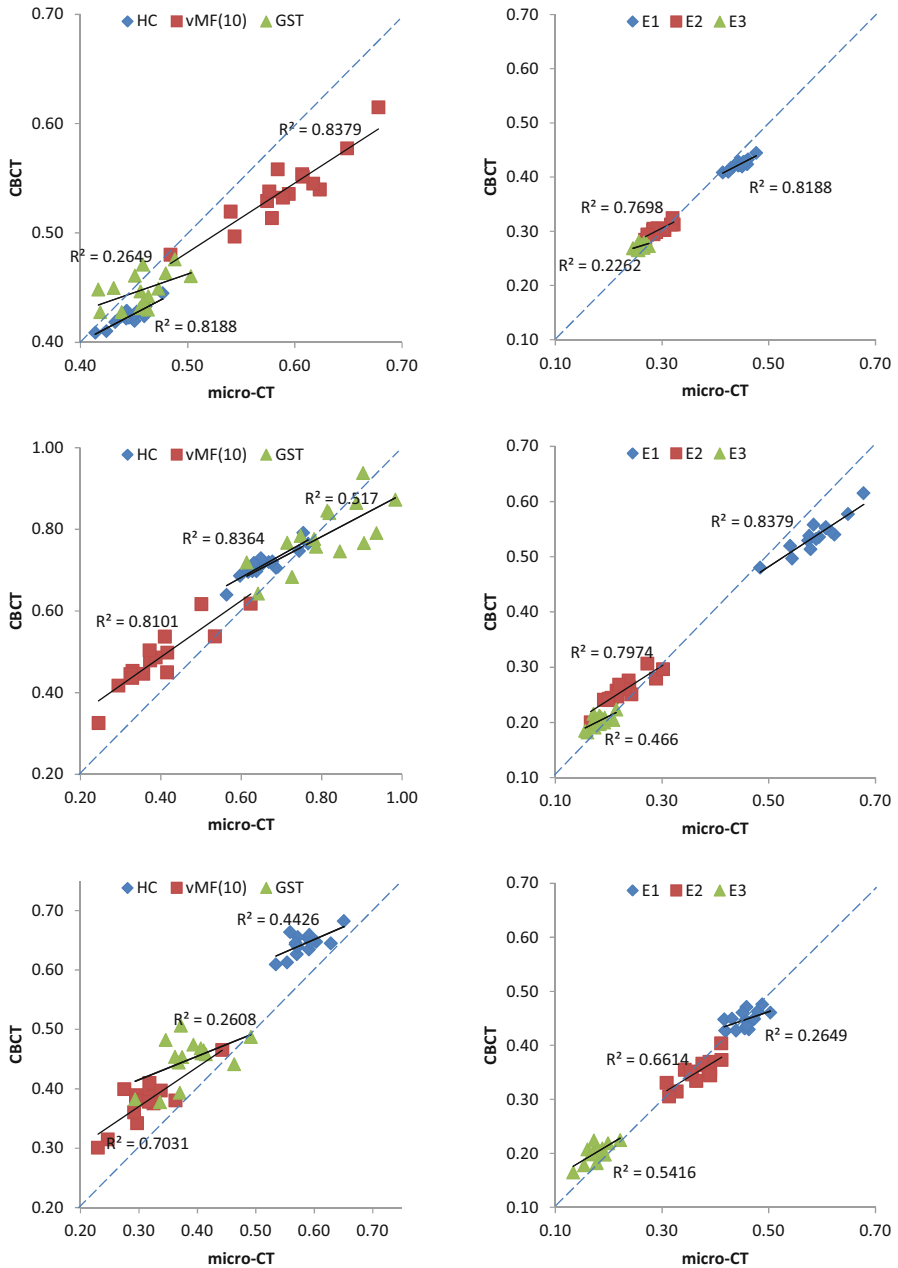 HC vMF(10) GST
0.70
0.60
0.50
0.40
0.40 0.50 0.60 0.70
CBCT
micro-CT
R² = 0.8379
R² = 0.2649
R² = 0.8188
E1 E2 E3
0.70
0.60
0.50
0.40
0.30
0.20
0.10
0.10 0.30 0.50 0.70
CBCT
micro-CT
R² = 0.8188
R² = 0.7698
R² = 0.2262
HC vMF(10) GST
1.00
0.80
0.60
0.40
0.20
0.20 0.40 0.60 0.80 1.00
CBCT
micro-CT
R² = 0.517
R² = 0.8364
R² = 0.8101
E1 E2 E3
0.70
0.60
0.50
0.40
0.30
0.20
0.10
0.10 0.30 0.50 0.70
CBCT
micro-CT
R² = 0.8379
R² = 0.7974
R² = 0.466
HC vMF(10) GST
0.70
0.60
0.50
0.40
0.30
0.20
0.20 0.30 0.40 0.50 0.60 0.70
CBCT
micro-CT
R² = 0.4426
R² = 0.2608
R² = 0.7031
E1 E2 E3
0.70
0.60
0.50
0.40
0.30
0.20
0.10
0.10 0.30 0.50 0.70
CBCT
micro-CT
R² = 0.2649
R² = 0.6614
R² = 0.5416